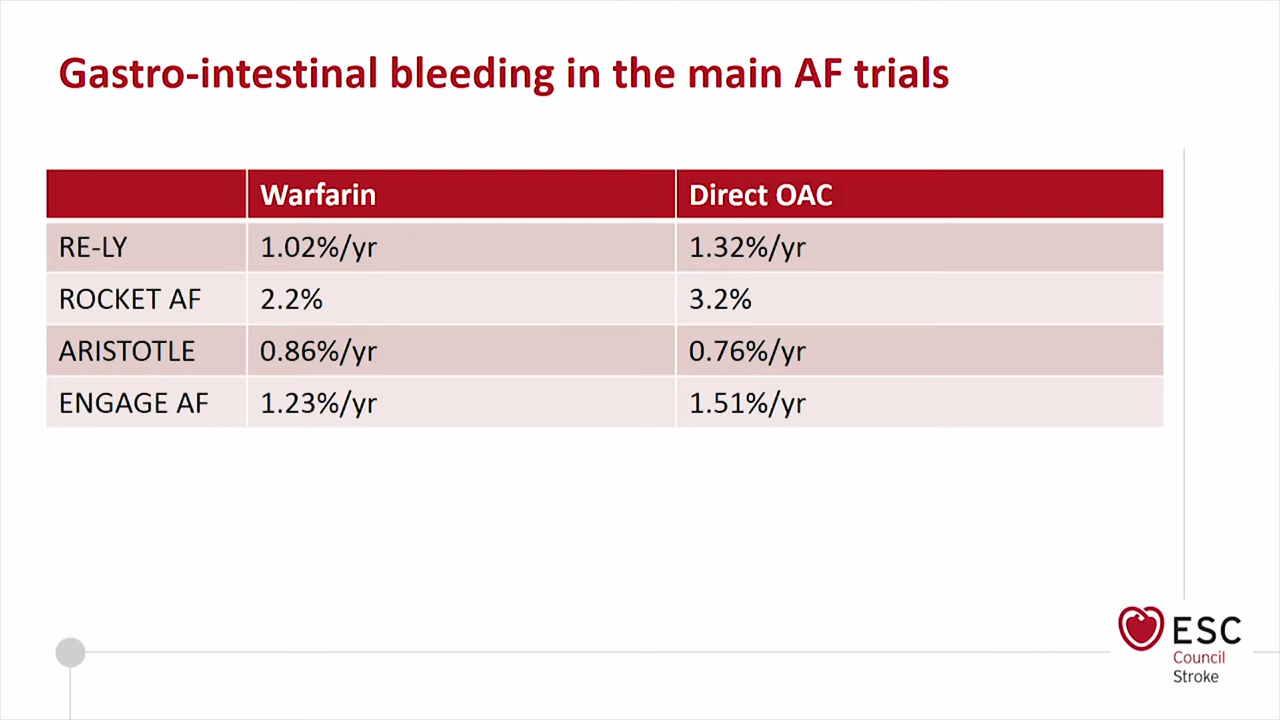 Gastro-intestinal bleeding in the main AF trials
Warfarin Direct OAC
RE-LY 1.02%/yr 1.32%/yr
ROCKET AF 2.2% 3.2%
ARISTOTLE 0.86%/yr 0.76%/yr
ENGAGE AF 1.23%/yr 1.51%/yr
ESC
Council
Stroke